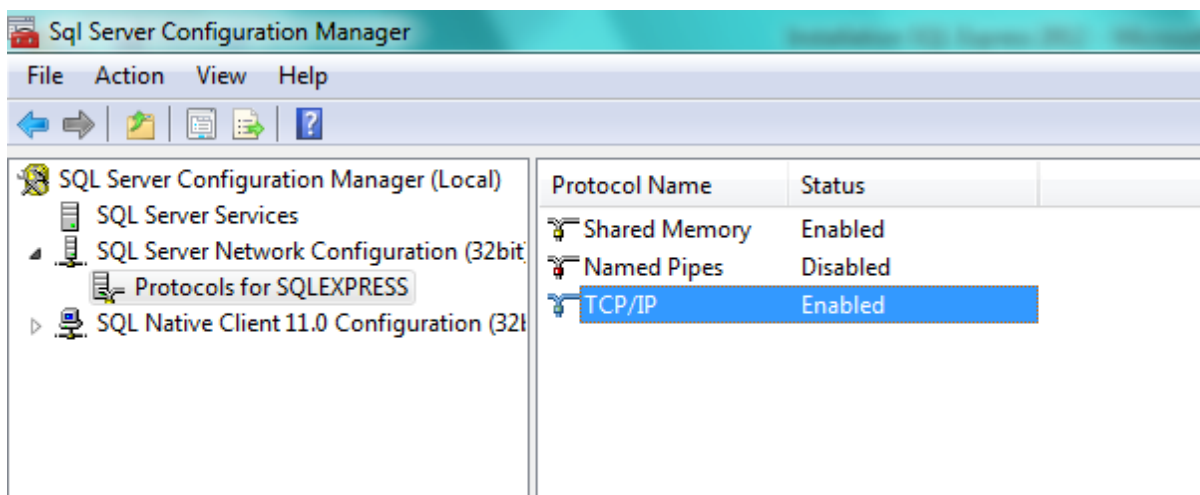 Sql Server Configuration Manager
File Action View Help
SQL Server Configuration Manager (Local)
SQL Server Services
SQL Server Network Configuration (32bit
Protocols for SQLEXPRESS
SQL Native Client 11.0 Configuration (32
Protocol Name Status
Shared Memory Enabled
Named Pipes Disabled
TCP/IP Enabled